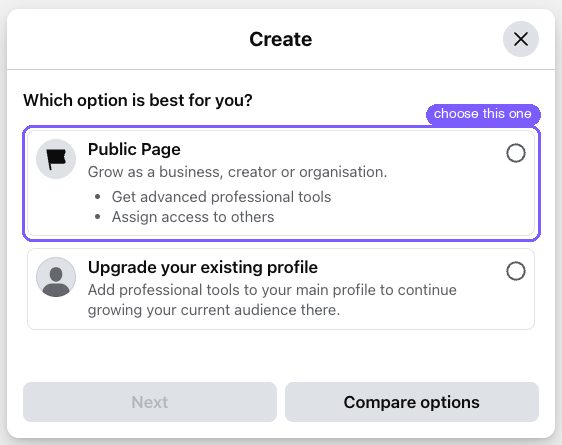 Create
Which option is best for you?
choose this one
Public Page
Grow as a business, creator or organisation.
• Get advanced professional tools
• Assign access to others
Upgrade your existing profile
Add professional tools to your main profile to continue
growing your current audience there.
Next
Compare options